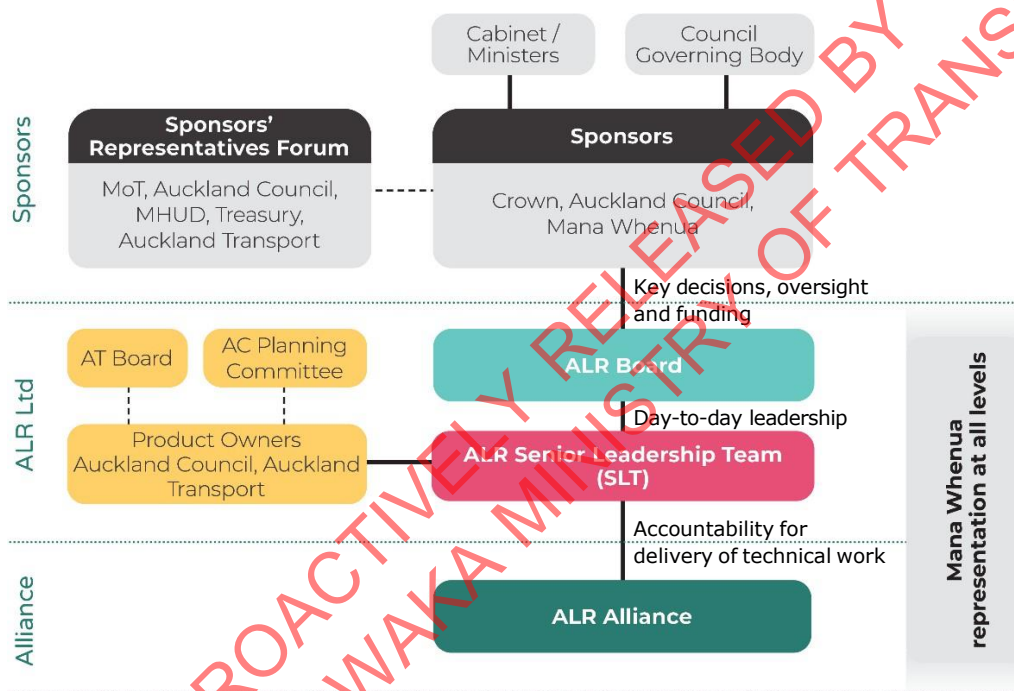 Cabinet /
Ministers
Council
Governing Body
Sponsors
Sponsors'
Representatives Forum
MoT, Auckland Council,
MHUD, Treasury,
Auckland Transport
Sponsors
Crown, Auckland Council,
Mana Whenua
Key decisions, oversight
and funding
ALR Ltd
AT Board
AC Planning
Committee
ALR Board
Day-to-day leadership
Product Owners
Auckland Council, Auckland
Transport
ALR Senior Leadership Team
(SLT)
Accountability for
delivery of technical work
Alliance
ALR Alliance
Mana Whenua
representation at all levels
ROACTIVELY RELEASED BY
WAKA MINISTRY OF TRANS